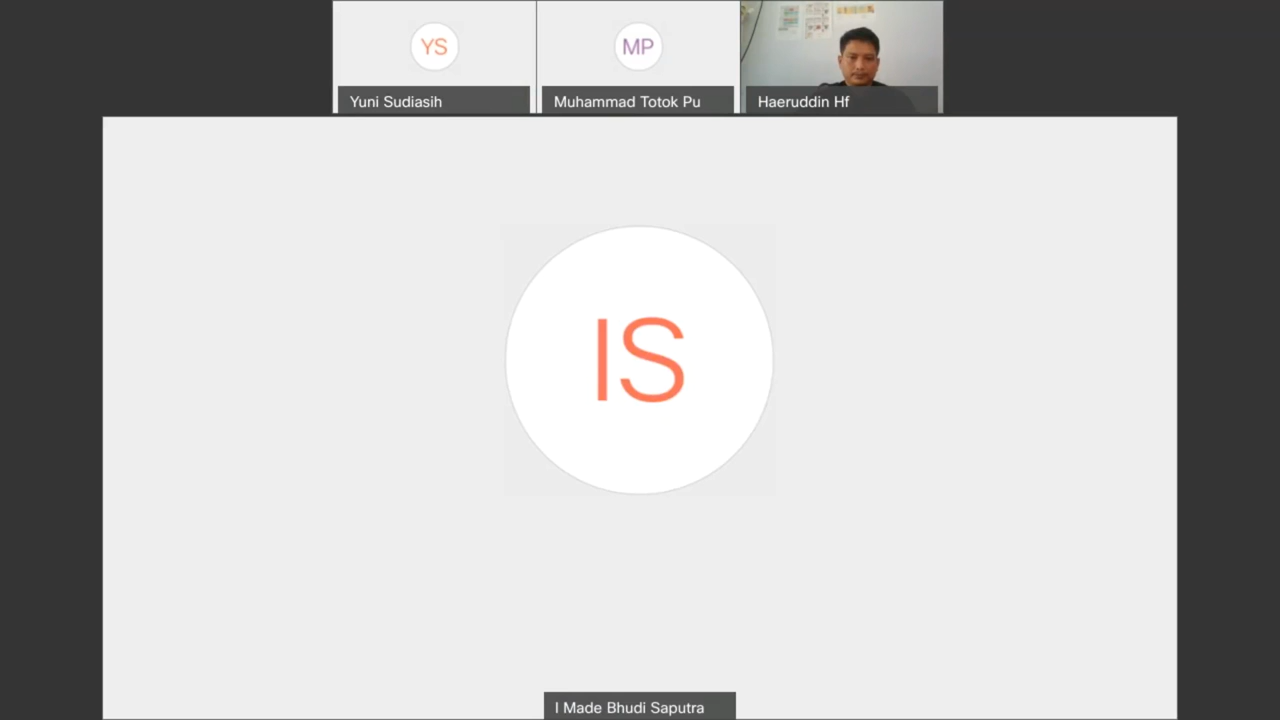 YS
Yuni Sudiasih
MP
Muhammad Totok Pu
Haeruddin Hf
IS
I Made Bhudi Saputra